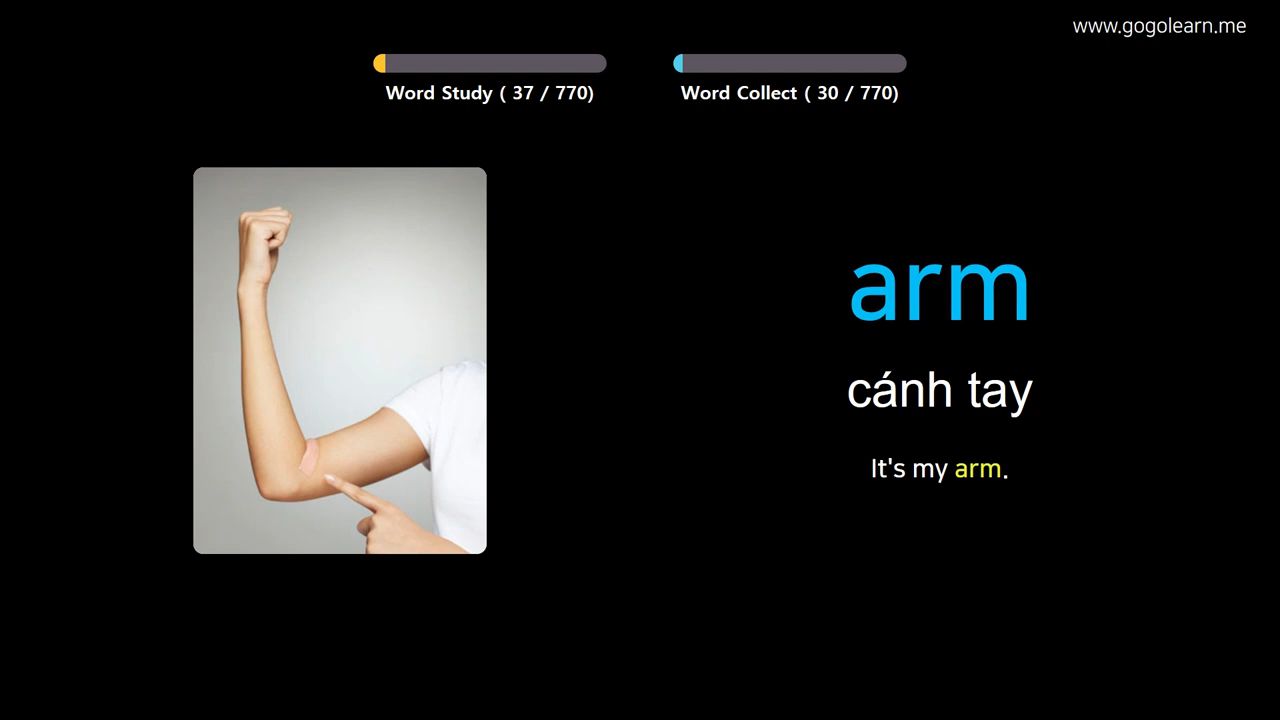 www.gogolearn.me
Word Study ( 37 / 770)
Word Collect ( 30 / 770)
arm
cánh tay
It's my arm.